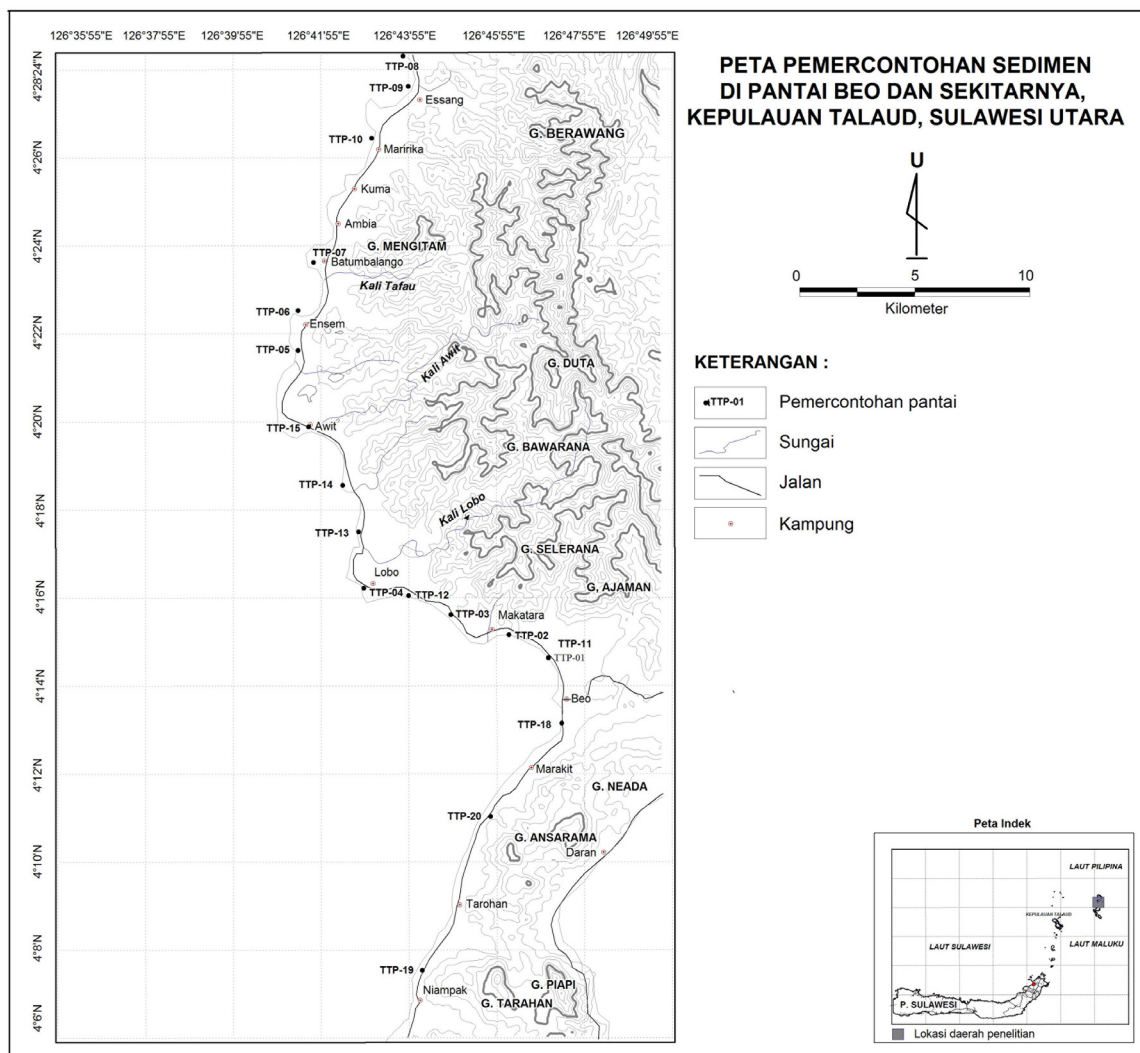 126°35'55"E 126°37'55"E 126°39'55"E 126°41'55"E 126°43'55"E 126°45'55"E 126°47'55"E 126°49'55"E
PETA PEMERCONTOHAN SEDIMEN
DI PANTAI BEO DAN SEKITARNYA,
KEPULAUAN TALAUD, SULAWESI UTARA
U
0 5 10
Kilometer
KETERANGAN :
TTP-01 Pemercontohan pantai
Sungai
Jalan
Kampung
4°28'24"N
4°26'N
4°24'N
4°22'N
4°20'N
4°18'N
4°16'N
4°14'N
4°12'N
4°10'N
4°8'N
4°6'N
TTP-08
TTP-09
Essang
G. BERAWANG
TTP-10
Maririka
Kuma
Ambia
TTP-07
G. MENGITAM
Batumbalango
Kali Tafau
TTP-06
Ensem
TTP-05
Kali Awit
G. DUTA
TTP-15
Awit
G. BAWARANA
TTP-14
Kali Lobo
TTP-13
G. SELERANA
Lobo
G, AJAMAN
TTP-04
TTP-12
TTP-03
Makatara
TTP-02
TTP-11
TTP-01
Beo
TTP-18
Marakit
G. NEADA
TTP-20
G. ANSARAMA
Daran
Tarohan
TTP-19
G. PIAPI
Niampak
G. TARAHAN
Peta Indek
LAUT PILIPINA
KEPULAUAN TALAUD
LAUT SULAWESI
LAUT MALUKU
P. SULAWESI
Lokasi daerah penelitian